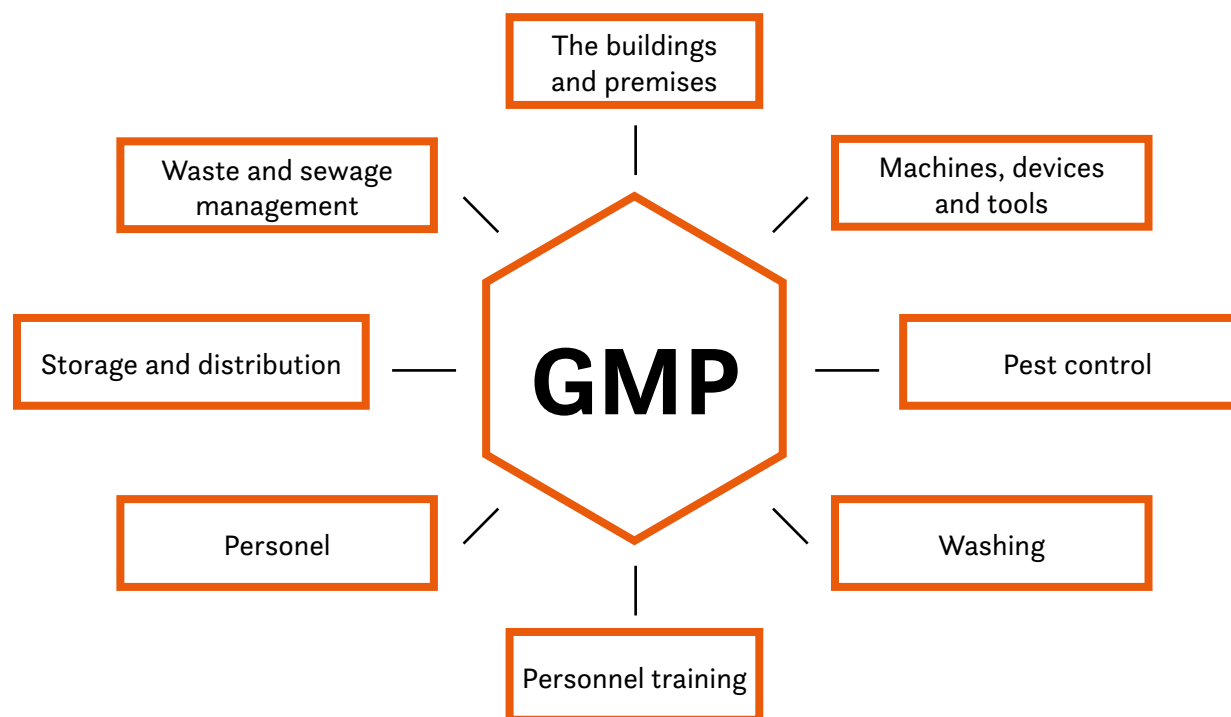 The buildings
and premises
Waste and sewage
management
Machines, devices
and tools
Storage and distribution
GMP
Pest control
Personel
Washing
Personnel training